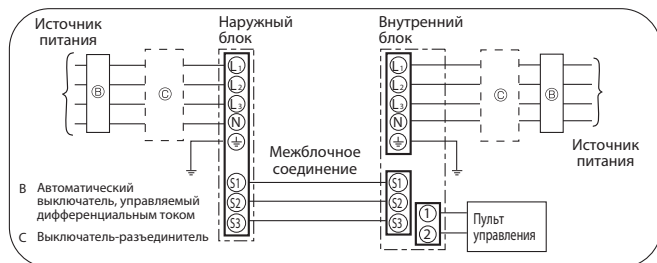 Источник
питания
Наружный
блок
Внутренний
блок
B
C
L1
L2
L3
N
S1
S2
S3
Межблочное
соединение
L1
L2
L3
N
S1
S2
S3
1
2
C
B
Источник
питания
Пульт
управления
B Автоматический
выключатель, управляемый
дифференциальным током
C Выключатель-разъединитель